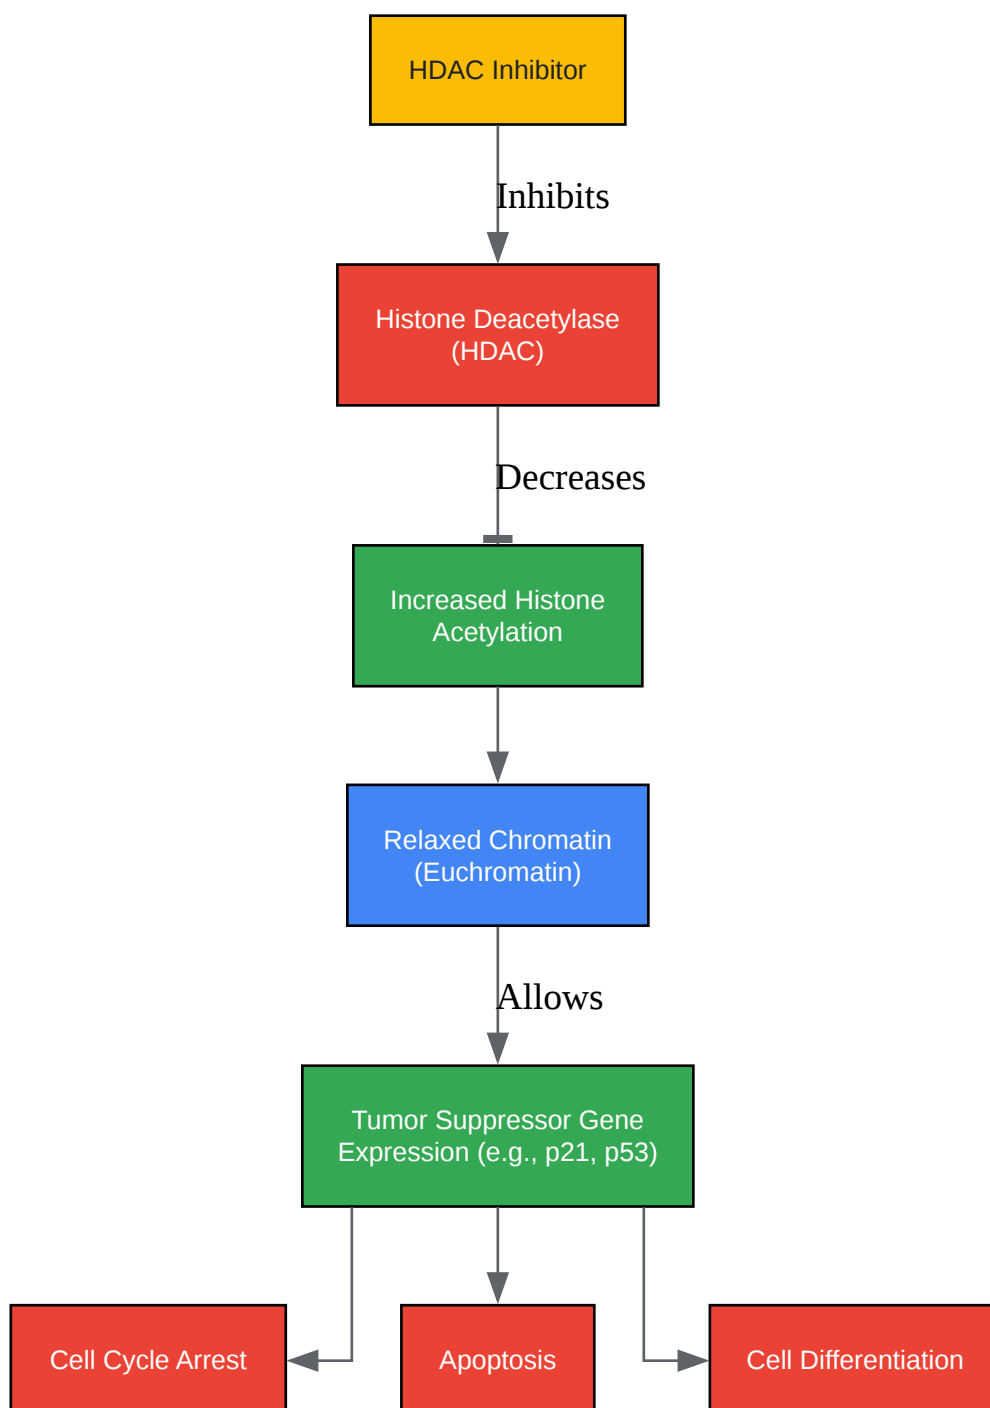 HDAC Inhibitor
Inhibits
Histone Deacetylase
(HDAC)
Decreases
Increased Histone
Acetylation
Relaxed Chromatin
(Euchromatin)
Allows
Tumor Suppressor Gene
Expression (e.g., p21, p53)
Cell Cycle Arrest
Apoptosis
Cell Differentiation